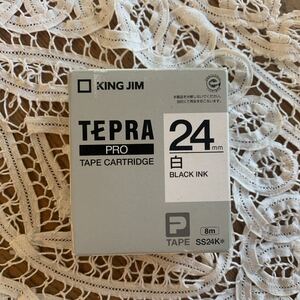 KING JIM
TEPRA
PRO
TAPE CARTRIDGE
24mm
白
BLACK INK
P
TAPE
8m
SS24K